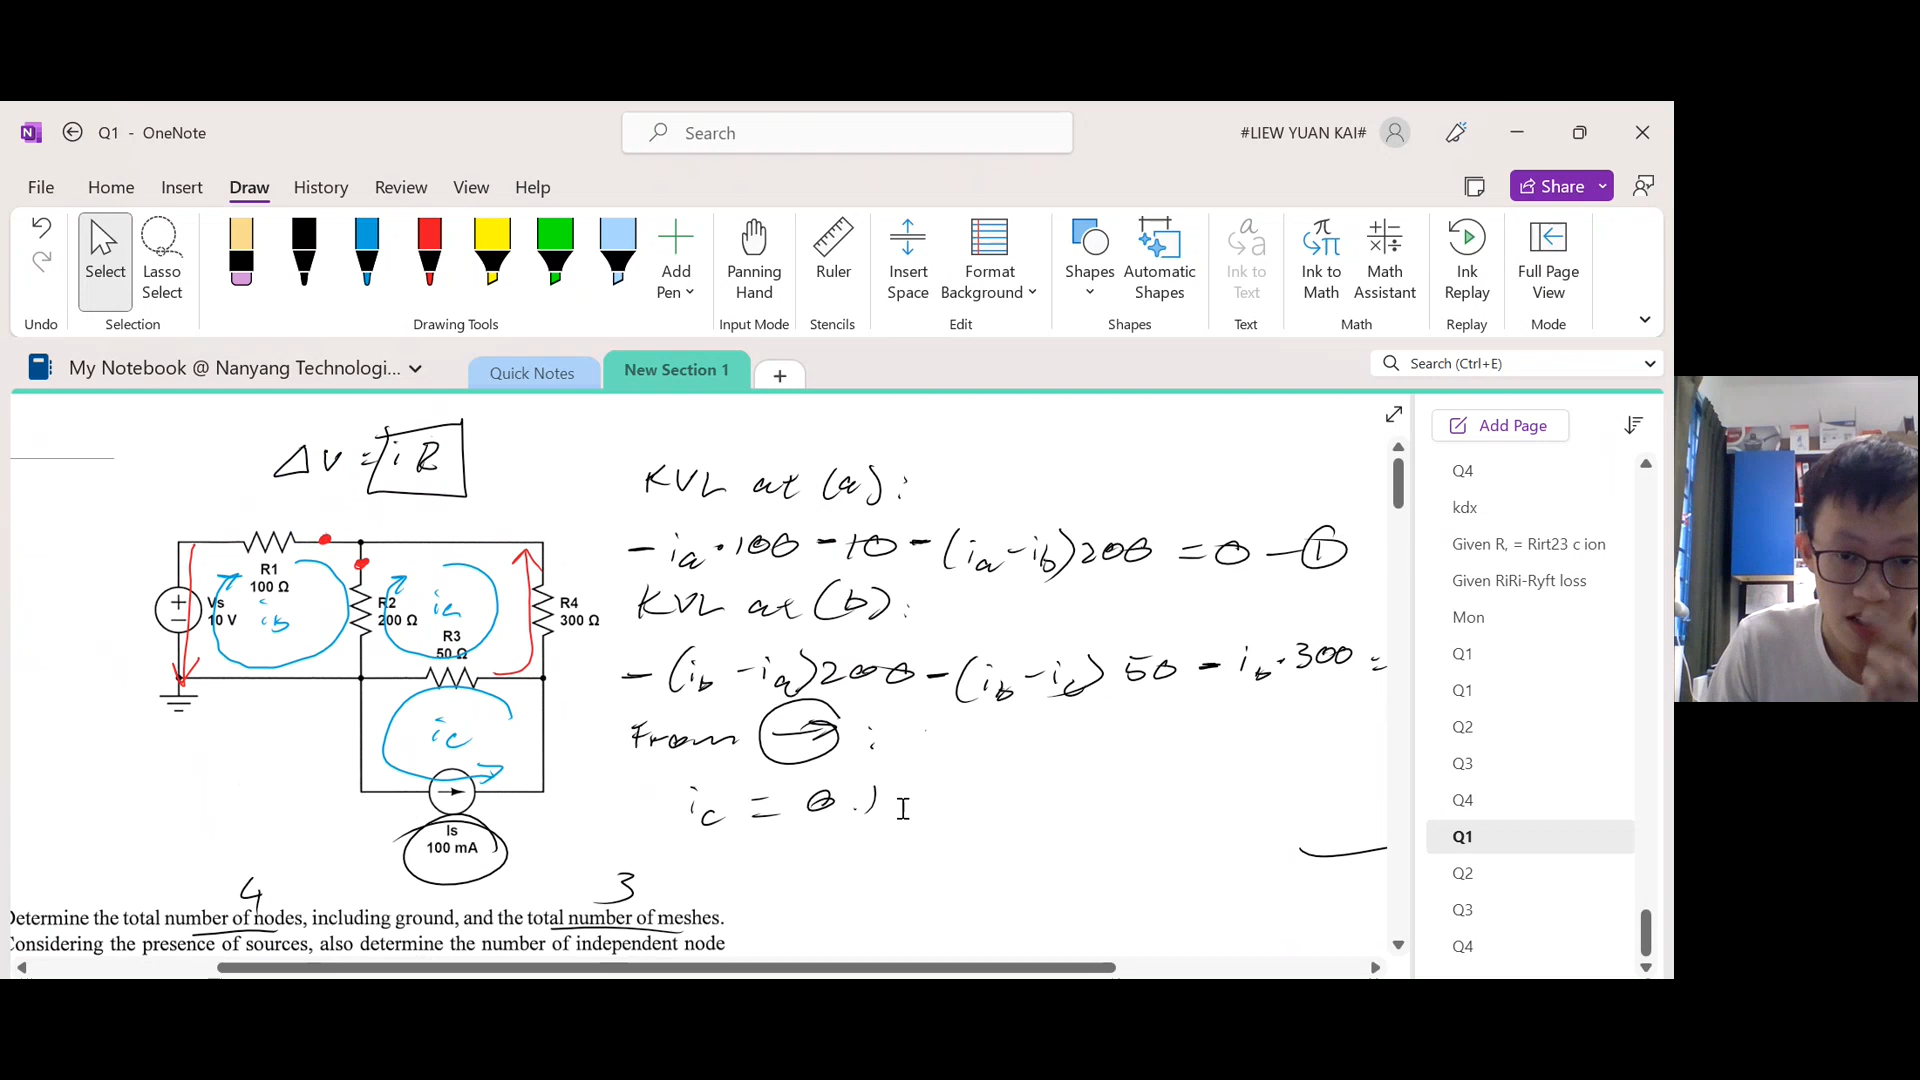 Q1 - OneNote
Search
#LIEW YUAN KAI#
File Home Insert Draw History Review View Help
Share
Select
Lasso Select
Add Pen
Panning Hand
Ruler
Insert Space
Format Background
Shapes
Automatic Shapes
Ink to Text
Ink to Math
Math Assistant
Ink Replay
Full Page View
Undo
Selection
Drawing Tools
Input Mode
Stencils
Edit
Shapes
Text
Math
Replay
Mode
My Notebook @ Nanyang Technologi...
Quick Notes
New Section 1
Search (Ctrl+E)
Add Page
Q4
kdx
Given R, = Rirt23 c ion
Given RiRi-Ryft loss
Mon
Q1
Q1
Q2
Q3
Q4
Q1
Q2
Q3
Q4
ΔV = iR
R1
100 Ω
Vs
10 V
ib
R2
200 Ω
ia
R3
50 Ω
R4
300 Ω
ic
Is
100 mA
KVL at (a):
-ia·100 -10 -(ia-ib)200 = 0 -①
KVL at (b):
-(ib-ia)200 -(ib-ic)50 - ib·300 =
From → :
ic = 0.1
4
3
Determine the total number of nodes, including ground, and the total number of meshes.
Considering the presence of sources, also determine the number of independent node